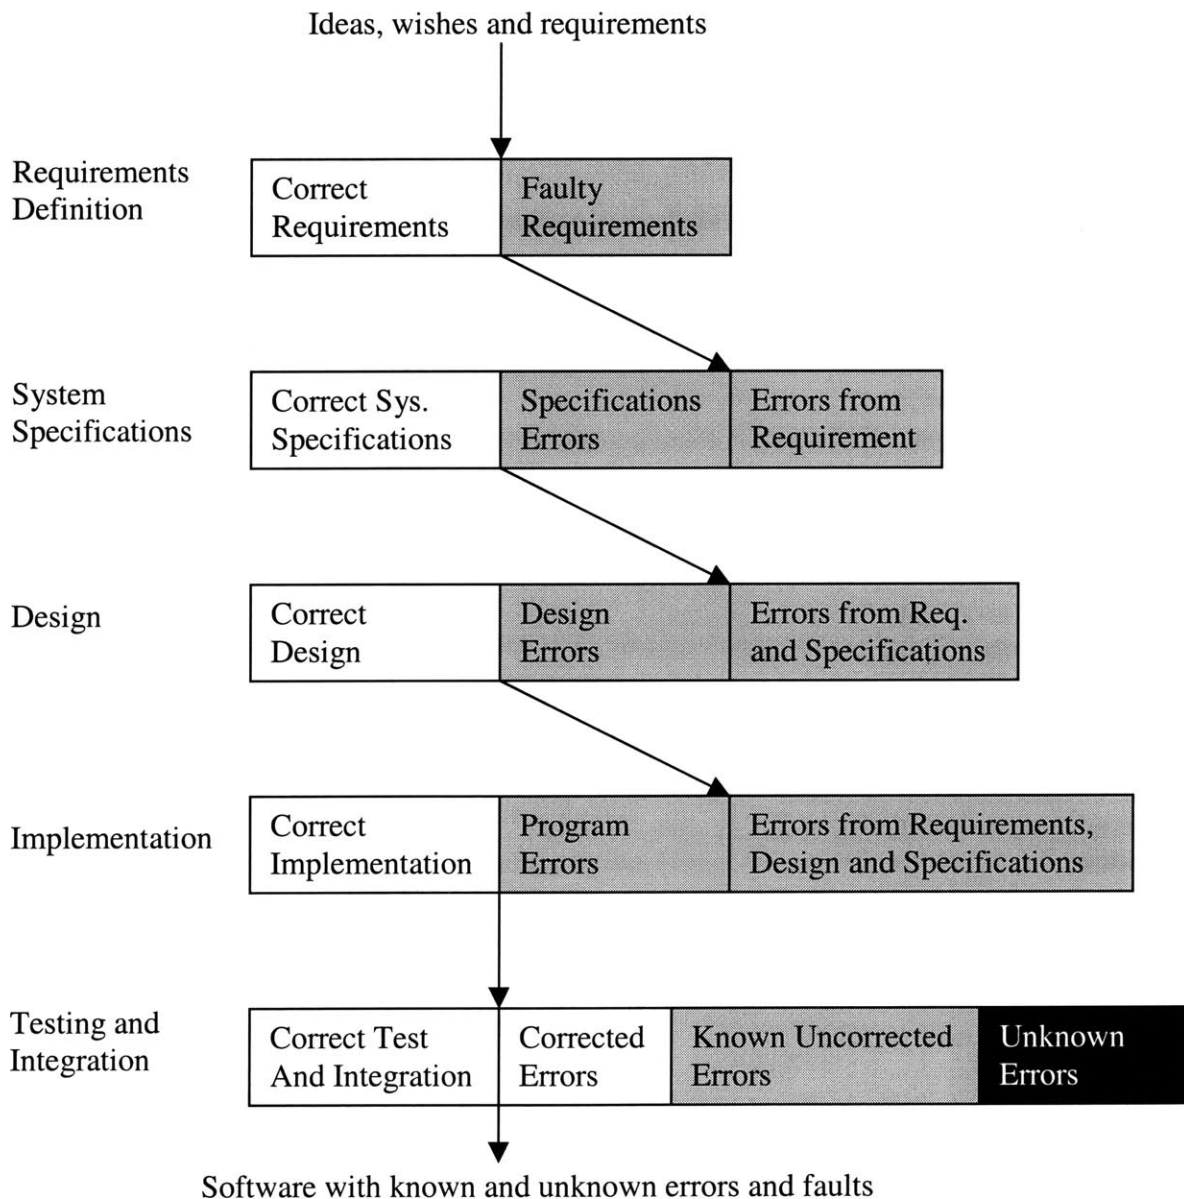 Ideas, wishes and requirements
Requirements
Definition
Correct
Requirements
Faulty
Requirements
System
Specifications
Correct Sys.
Specifications
Specifications
Errors
Errors from
Requirement
Design
Correct
Design
Design
Errors
Errors from Req.
and Specifications
Implementation
Correct
Implementation
Program
Errors
Errors from Requirements,
Design and Specifications
Testing and
Integration
Correct Test
And Integration
Corrected
Errors
Known Uncorrected
Errors
Unknown
Errors
Software with known and unknown errors and faults